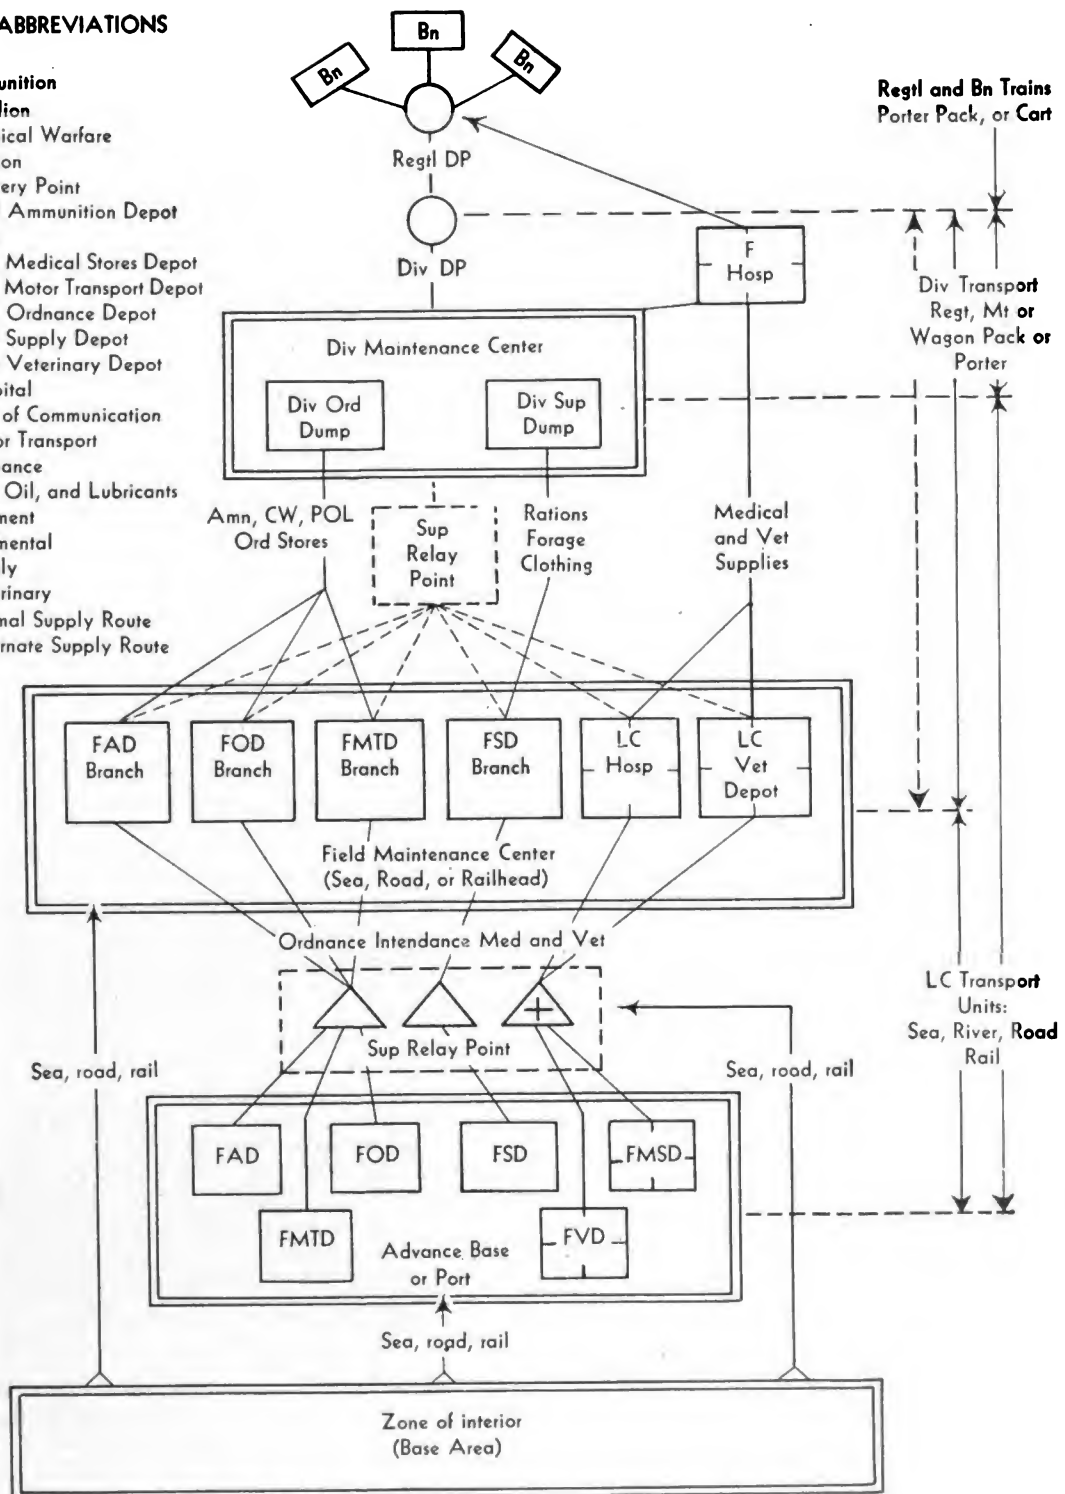 ABBREVIATIONS
unition
lion
ical Warfare
on
ery Point
Ammunition Depot
Medical Stores Depot
Motor Transport Depot
Ordnance Depot
Supply Depot
Veterinary Depot
pital
of Communication
or Transport
ance
Oil, and Lubricants
ment
mental
ly
rinary
nal Supply Route
rnate Supply Route
Bn
Bn
Bn
Regtl DP
Div DP
Regtl and Bn Trains
Porter Pack, or Cart
F
Hosp
Div Transport
Regt, Mt or
Wagon Pack or
Porter
Div Maintenance Center
Div Ord
Dump
Div Sup
Dump
Amn, CW, POL
Ord Stores
Sup
Relay
Point
Rations
Forage
Clothing
Medical
and Vet
Supplies
FAD
Branch
FOD
Branch
FMTD
Branch
FSD
Branch
LC
Hosp
LC
Vet
Depot
Field Maintenance Center
(Sea, Road, or Railhead)
Ordnance Intendance Med and Vet
Sup Relay Point
Sea, road, rail
Sea, road, rail
LC Transport
Units:
Sea, River, Road
Rail
FAD
FOD
FSD
FMSD
FMTD
FVD
Advance Base
or Port
Sea, road, rail
Zone of interior
(Base Area)